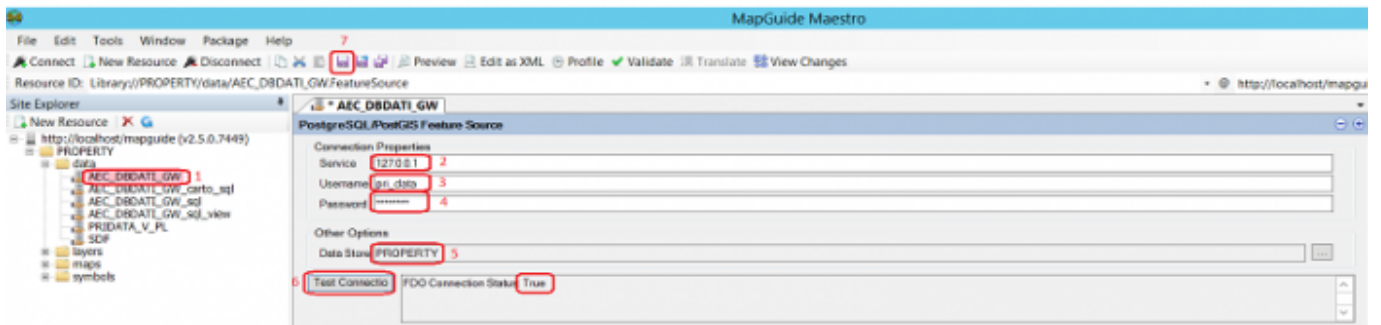 MapGuide Maestro
File Edit Tools Window Package Help 7
Connect New Resource Disconnect Preview Edit as XML Profile Validate Translate View Changes
Resource ID: Library://PROPERTY/data/AEC_DBDATI_GW.FeatureSource http://localhost/mapgu
Site Explorer * AEC_DBDATI_GW
New Resource PostgreSQL/PostGIS Feature Source
http://localhost/mapguide (v2.5.0.7449)
PROPERTY
data
AEC_DBDATI_GW 1
AEC_DBDATI_GW_carto_sql
AEC_DBDATI_GW_sql
AEC_DBDATI_GW_sql_view
PRIDATA_V_PL
SDF
layers
maps
symbols
Connection Properties
Service 127.0.0.1 2
Username pri_data 3
Password ******** 4
Other Options
Data Store PROPERTY 5 ...
6 Test Connectio FDO Connection Status True